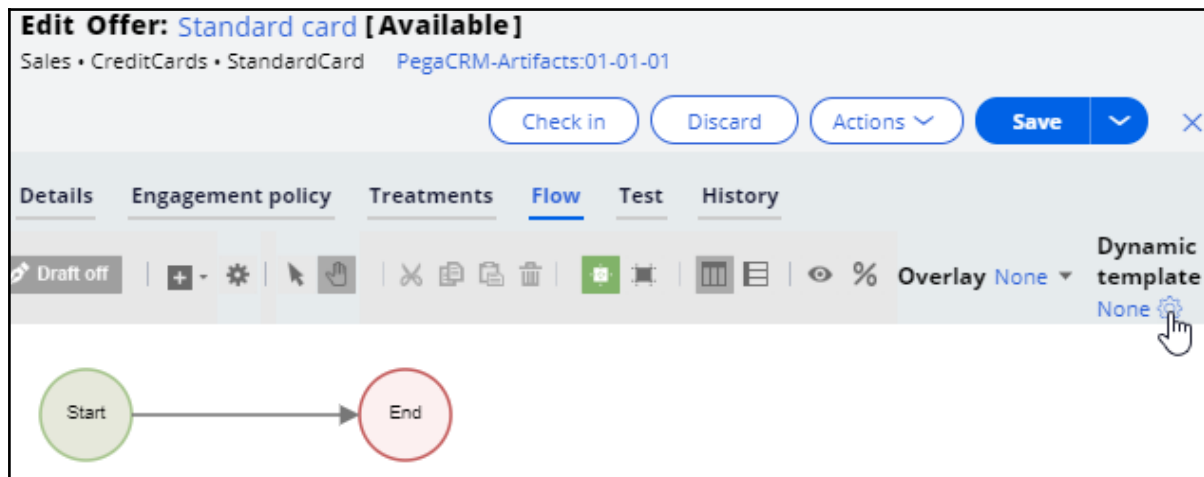 Edit Offer: Standard card [Available]
Sales • CreditCards • StandardCard PegaCRM-Artifacts:01-01-01
Check in Discard Actions Save
Details Engagement policy Treatments Flow Test History
Draft off Overlay None Dynamic template None
Start End